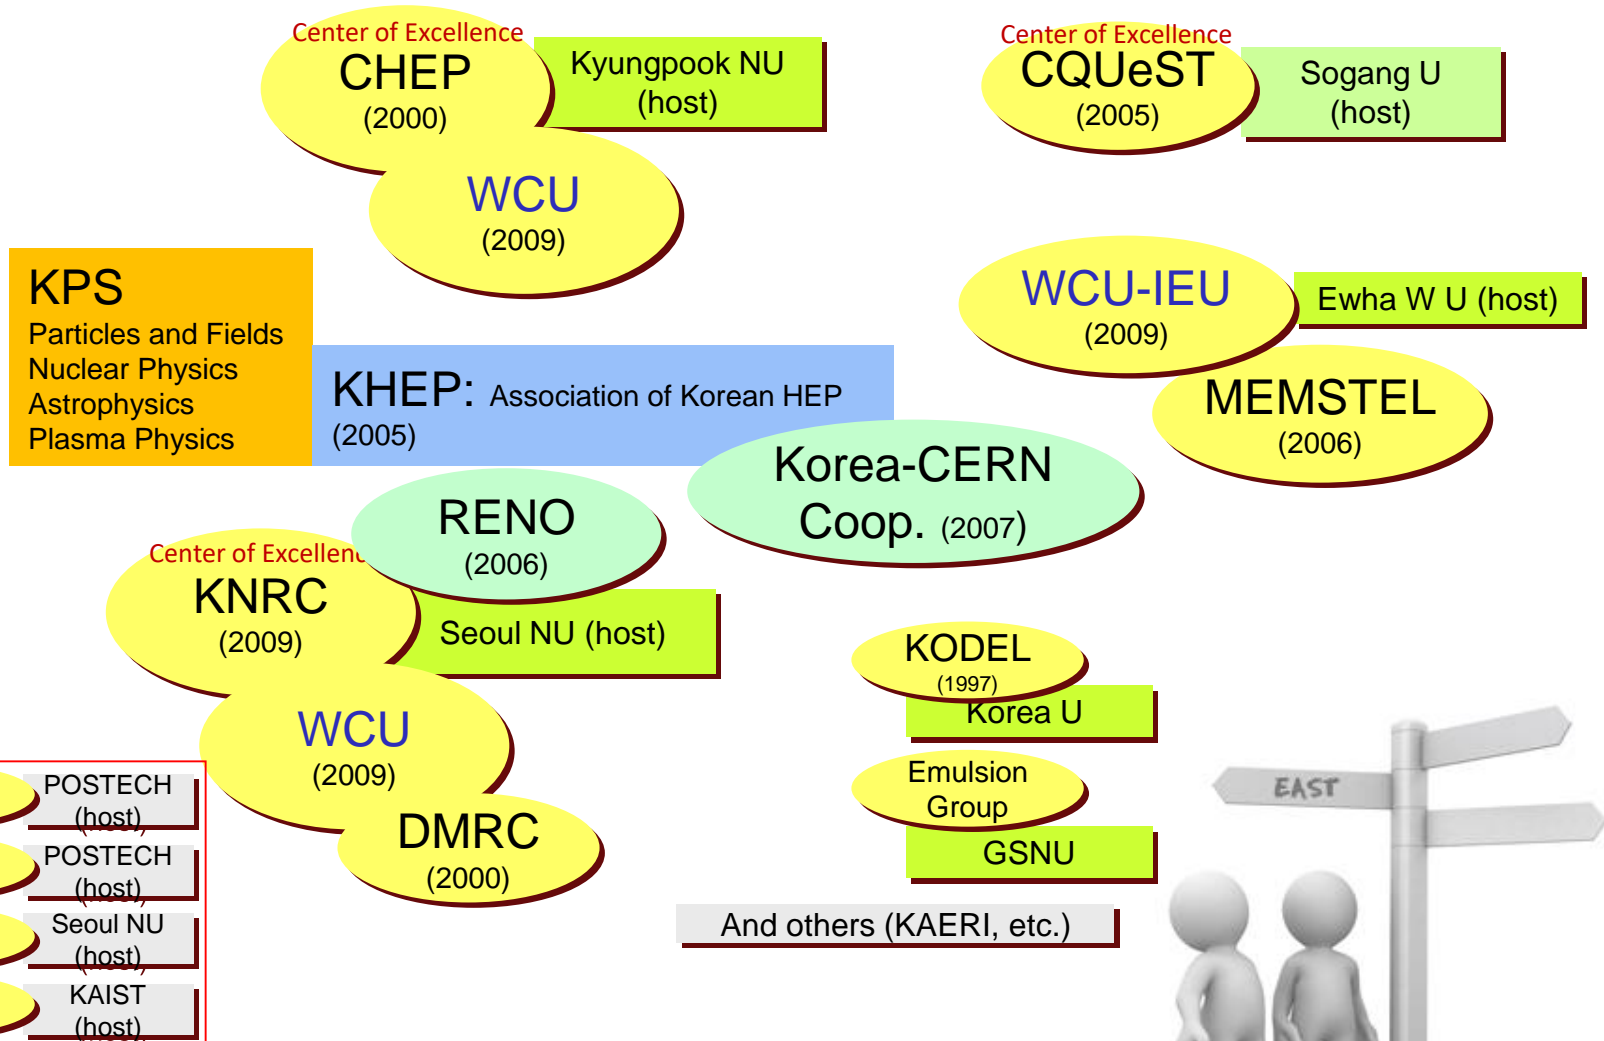 Center of Excellence
CHEP
(2000)
Kyungpook NU
(host)
WCU
(2009)
Center of Excellence
CQUeST
(2005)
Sogang U
(host)
KPS
Particles and Fields
Nuclear Physics
Astrophysics
Plasma Physics
KHEP: Association of Korean HEP
(2005)
WCU-IEU
(2009)
Ewha W U (host)
MEMSTEL
(2006)
Korea-CERN
Coop. (2007)
RENO
(2006)
Center of Excellenc
KNRC
(2009)
Seoul NU (host)
WCU
(2009)
DMRC
(2000)
KODEL
(1997)
Korea U
Emulsion
Group
GSNU
And others (KAERI, etc.)
POSTECH
(host)
POSTECH
(host)
Seoul NU
(host)
KAIST
(host)
EAST